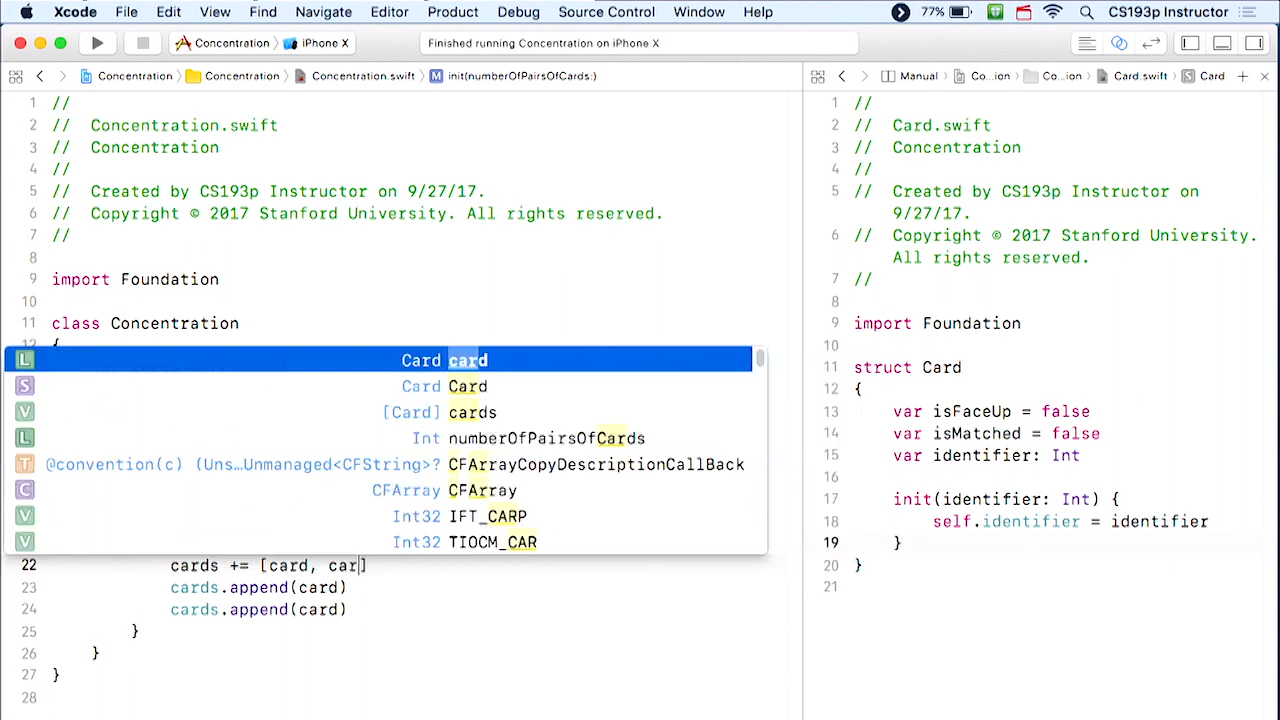 Xcode File Edit View Find Navigate Editor Product Debug Source Control Window Help 77% CS193p Instructor
Concentration iPhone X Finished running Concentration on iPhone X
Concentration Concentration Concentration.swift M init(numberOfPairsOfCards:)
Manual Co...ion Co...ion Card.swift S Card
1 //
2 // Concentration.swift
3 // Concentration
4 //
5 // Created by CS193p Instructor on 9/27/17.
6 // Copyright © 2017 Stanford University. All rights reserved.
7 //
8
9 import Foundation
10
11 class Concentration
12 {
L Card card
S Card Card
V [Card] cards
L Int numberOfPairsOfCards
T @convention(c) (Uns...Unmanaged<CFString>? CFArrayCopyDescriptionCallBack
C CFArray CFArray
V Int32 IFT_CARP
V Int32 TIOCM_CAR
22 cards += [card, car]
23 cards.append(card)
24 cards.append(card)
25 }
26 }
27 }
28
1 //
2 // Card.swift
3 // Concentration
4 //
5 // Created by CS193p Instructor on
9/27/17.
6 // Copyright © 2017 Stanford University.
All rights reserved.
7 //
8
9 import Foundation
10
11 struct Card
12 {
13 var isFaceUp = false
14 var isMatched = false
15 var identifier: Int
16
17 init(identifier: Int) {
18 self.identifier = identifier
19 }
20 }
21